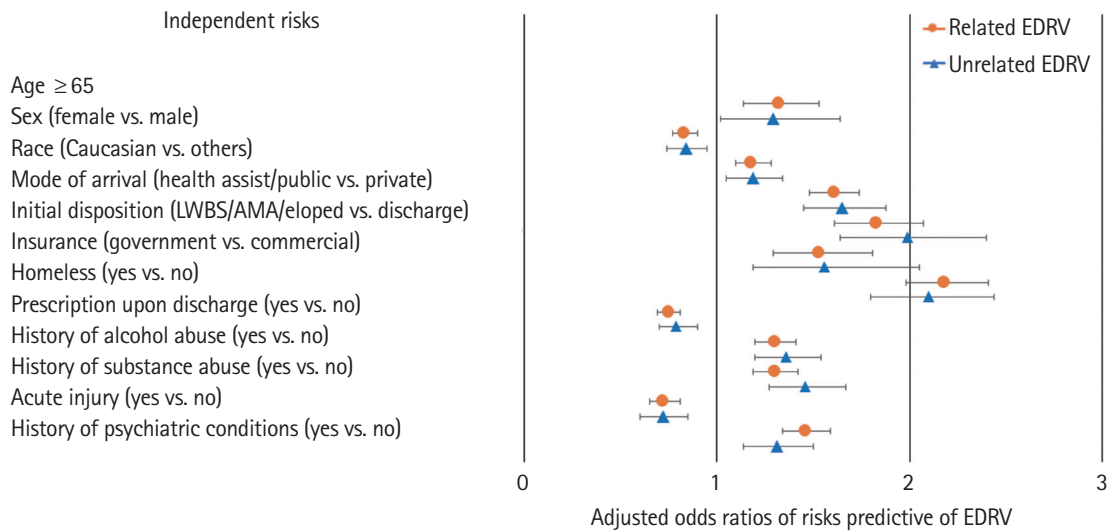 Independent risks
Related EDRV
Unrelated EDRV
Age ≥ 65
Sex (female vs. male)
Race (Caucasian vs. others)
Mode of arrival (health assist/public vs. private)
Initial disposition (LWBS/AMA/eloped vs. discharge)
Insurance (government vs. commercial)
Homeless (yes vs. no)
Prescription upon discharge (yes vs. no)
History of alcohol abuse (yes vs. no)
History of substance abuse (yes vs. no)
Acute injury (yes vs. no)
History of psychiatric conditions (yes vs. no)
0 1 2 3
Adjusted odds ratios of risks predictive of EDRV